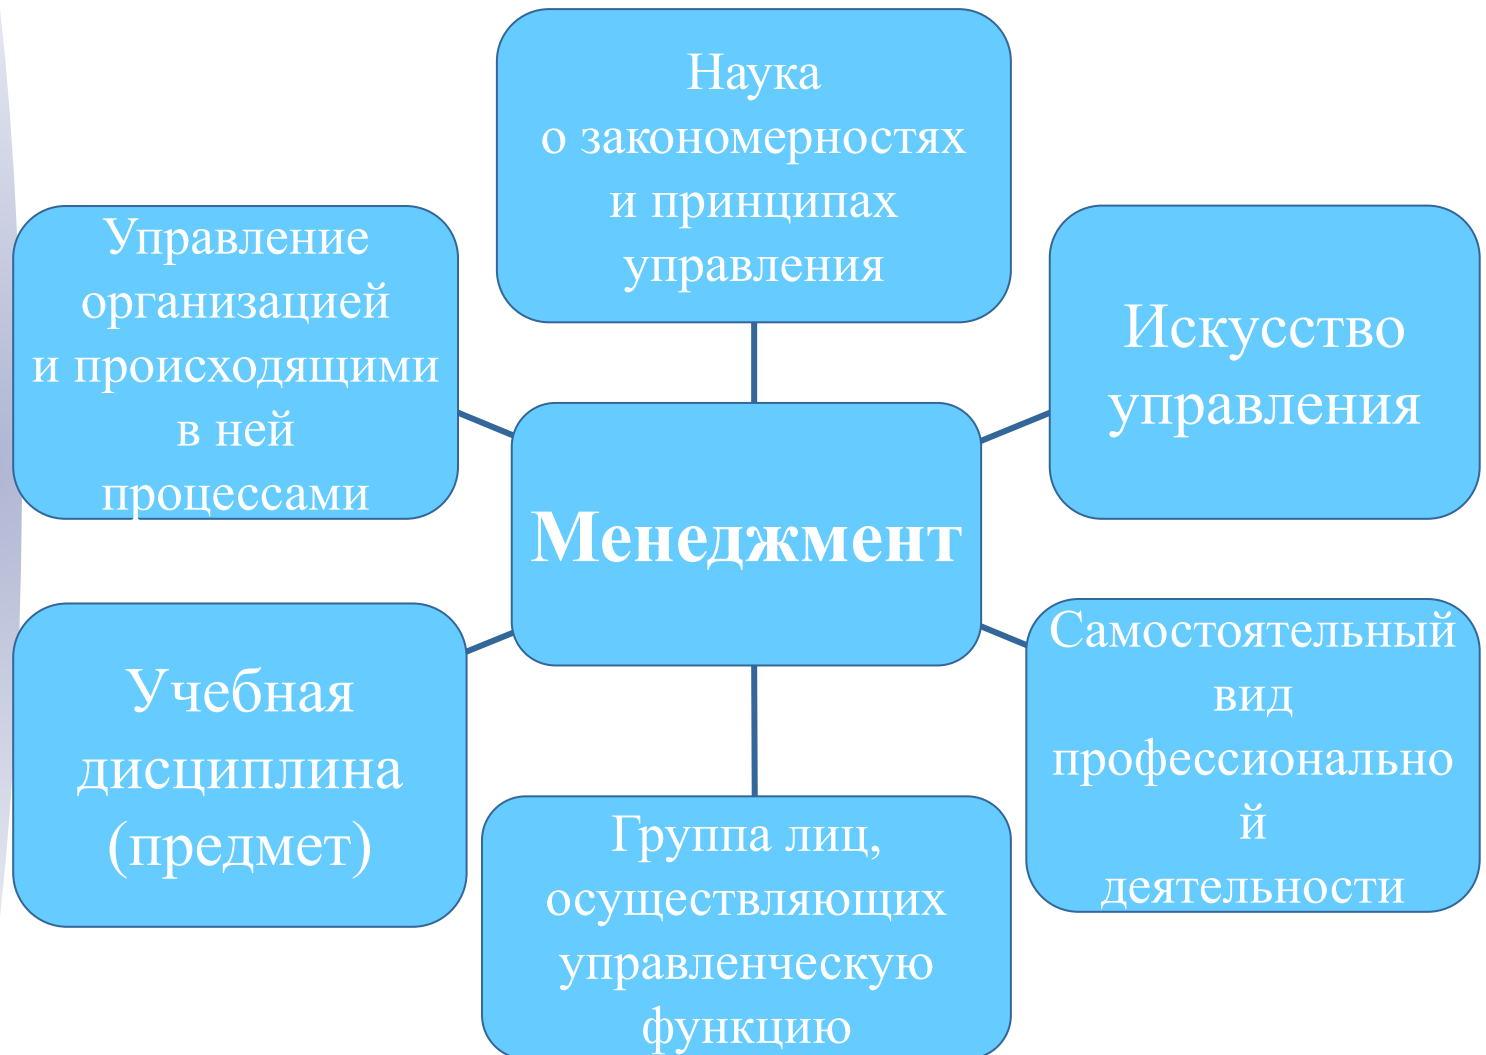 Наука
о закономерностях
и принципах
управления
Управление
организацией
и происходящими
в ней
процессами
Искусство
управления
Менеджмент
Учебная
дисциплина
(предмет)
Самостоятельный
вид
профессионально
й
деятельности
Группа лиц,
осуществляющих
управленческую
функцию